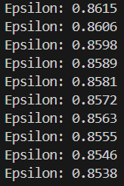 Epsilon: 0.8615
Epsilon: 0.8606
Epsilon: 0.8598
Epsilon: 0.8589
Epsilon: 0.8581
Epsilon: 0.8572
Epsilon: 0.8563
Epsilon: 0.8555
Epsilon: 0.8546
Epsilon: 0.8538